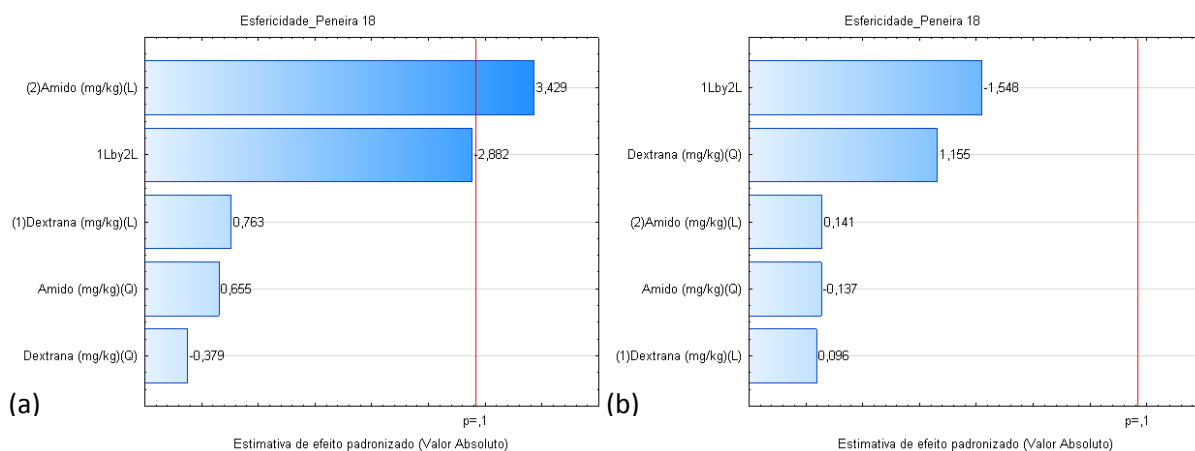 Esfericidade_Peneira 18
(2)Amido (mg/kg)(L)
3,429
1Lby2L
-2,882
(1)Dextrana (mg/kg)(L)
0,763
Amido (mg/kg)(Q)
0,655
Dextrana (mg/kg)(Q)
-0,379
p=,1
Estimativa de efeito padronizado (Valor Absoluto)
(a)
Esfericidade_Peneira 18
1Lby2L
-1,548
Dextrana (mg/kg)(Q)
1,155
(2)Amido (mg/kg)(L)
0,141
Amido (mg/kg)(Q)
-0,137
(1)Dextrana (mg/kg)(L)
0,096
p=,1
Estimativa de efeito padronizado (Valor Absoluto)
(b)